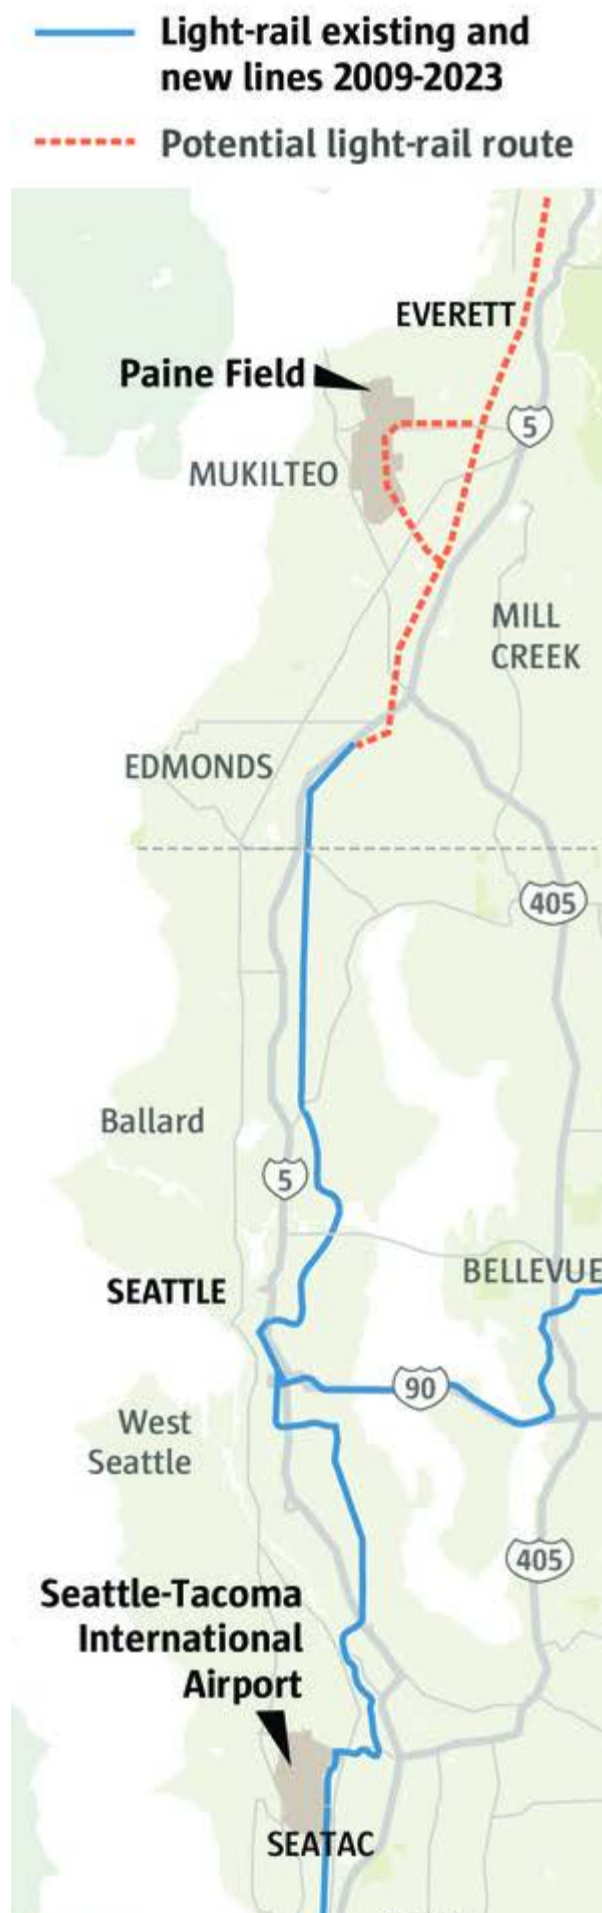 Light-rail existing and
new lines 2009-2023
Potential light-rail route
EVERETT
Paine Field
5
MUKILTEO
MILL
CREEK
EDMONDS
405
Ballard
5
BELLEVUE
SEATTLE
90
West
Seattle
405
Seattle-Tacoma
International
Airport
SEATAC